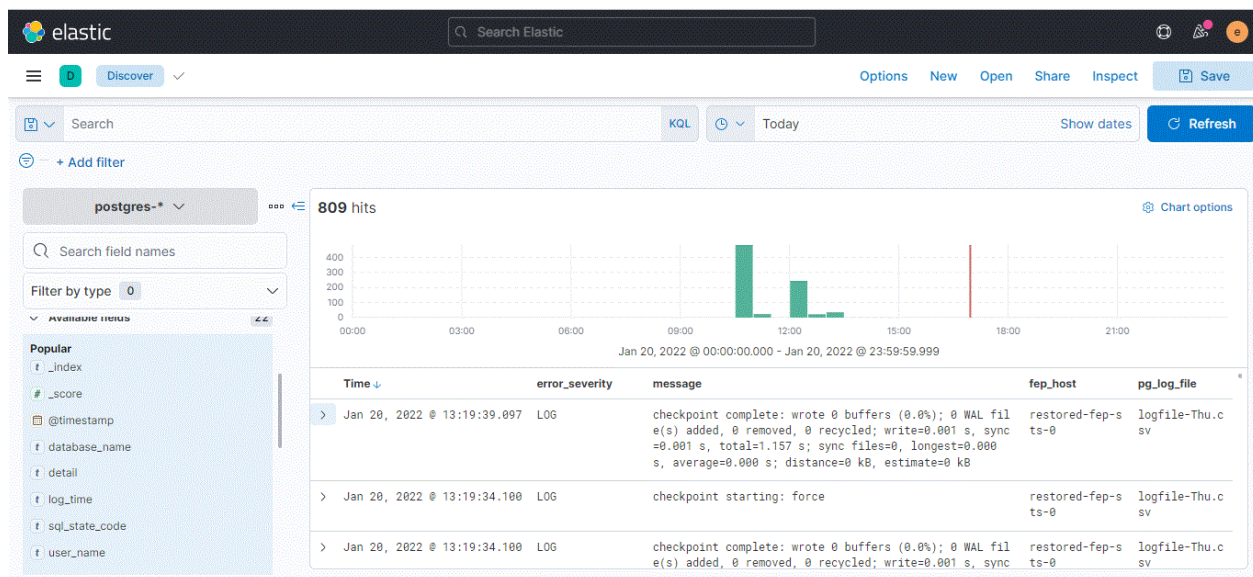 elastic
Search Elastic
e
D
Discover
Options
New
Open
Share
Inspect
Save
Search
KQL
Today
Show dates
Refresh
+ Add filter
postgres-*
809 hits
Chart options
Search field names
Filter by type 0
Available fields 22
Popular
t _index
# _score
@timestamp
t database_name
t detail
t log_time
t sql_state_code
t user_name
400
300
200
100
0
00:00 03:00 06:00 09:00 12:00 15:00 18:00 21:00
Jan 20, 2022 @ 00:00:00.000 - Jan 20, 2022 @ 23:59:59.999
Time error_severity message fep_host pg_log_file
Jan 20, 2022 @ 13:19:39.097 LOG checkpoint complete: wrote 0 buffers (0.0%); 0 WAL fil restored-fep-s logfile-Thu.c
e(s) added, 0 removed, 0 recycled; write=0.001 s, sync ts-0 sv
=0.001 s, total=1.157 s; sync files=0, longest=0.000
s, average=0.000 s; distance=0 kB, estimate=0 kB
Jan 20, 2022 @ 13:19:34.100 LOG checkpoint starting: force restored-fep-s logfile-Thu.c
ts-0 sv
Jan 20, 2022 @ 13:19:34.100 LOG checkpoint complete: wrote 0 buffers (0.0%); 0 WAL fil restored-fep-s logfile-Thu.c
e(s) added, 0 removed, 0 recycled; write=0.001 s, sync ts-0 sv